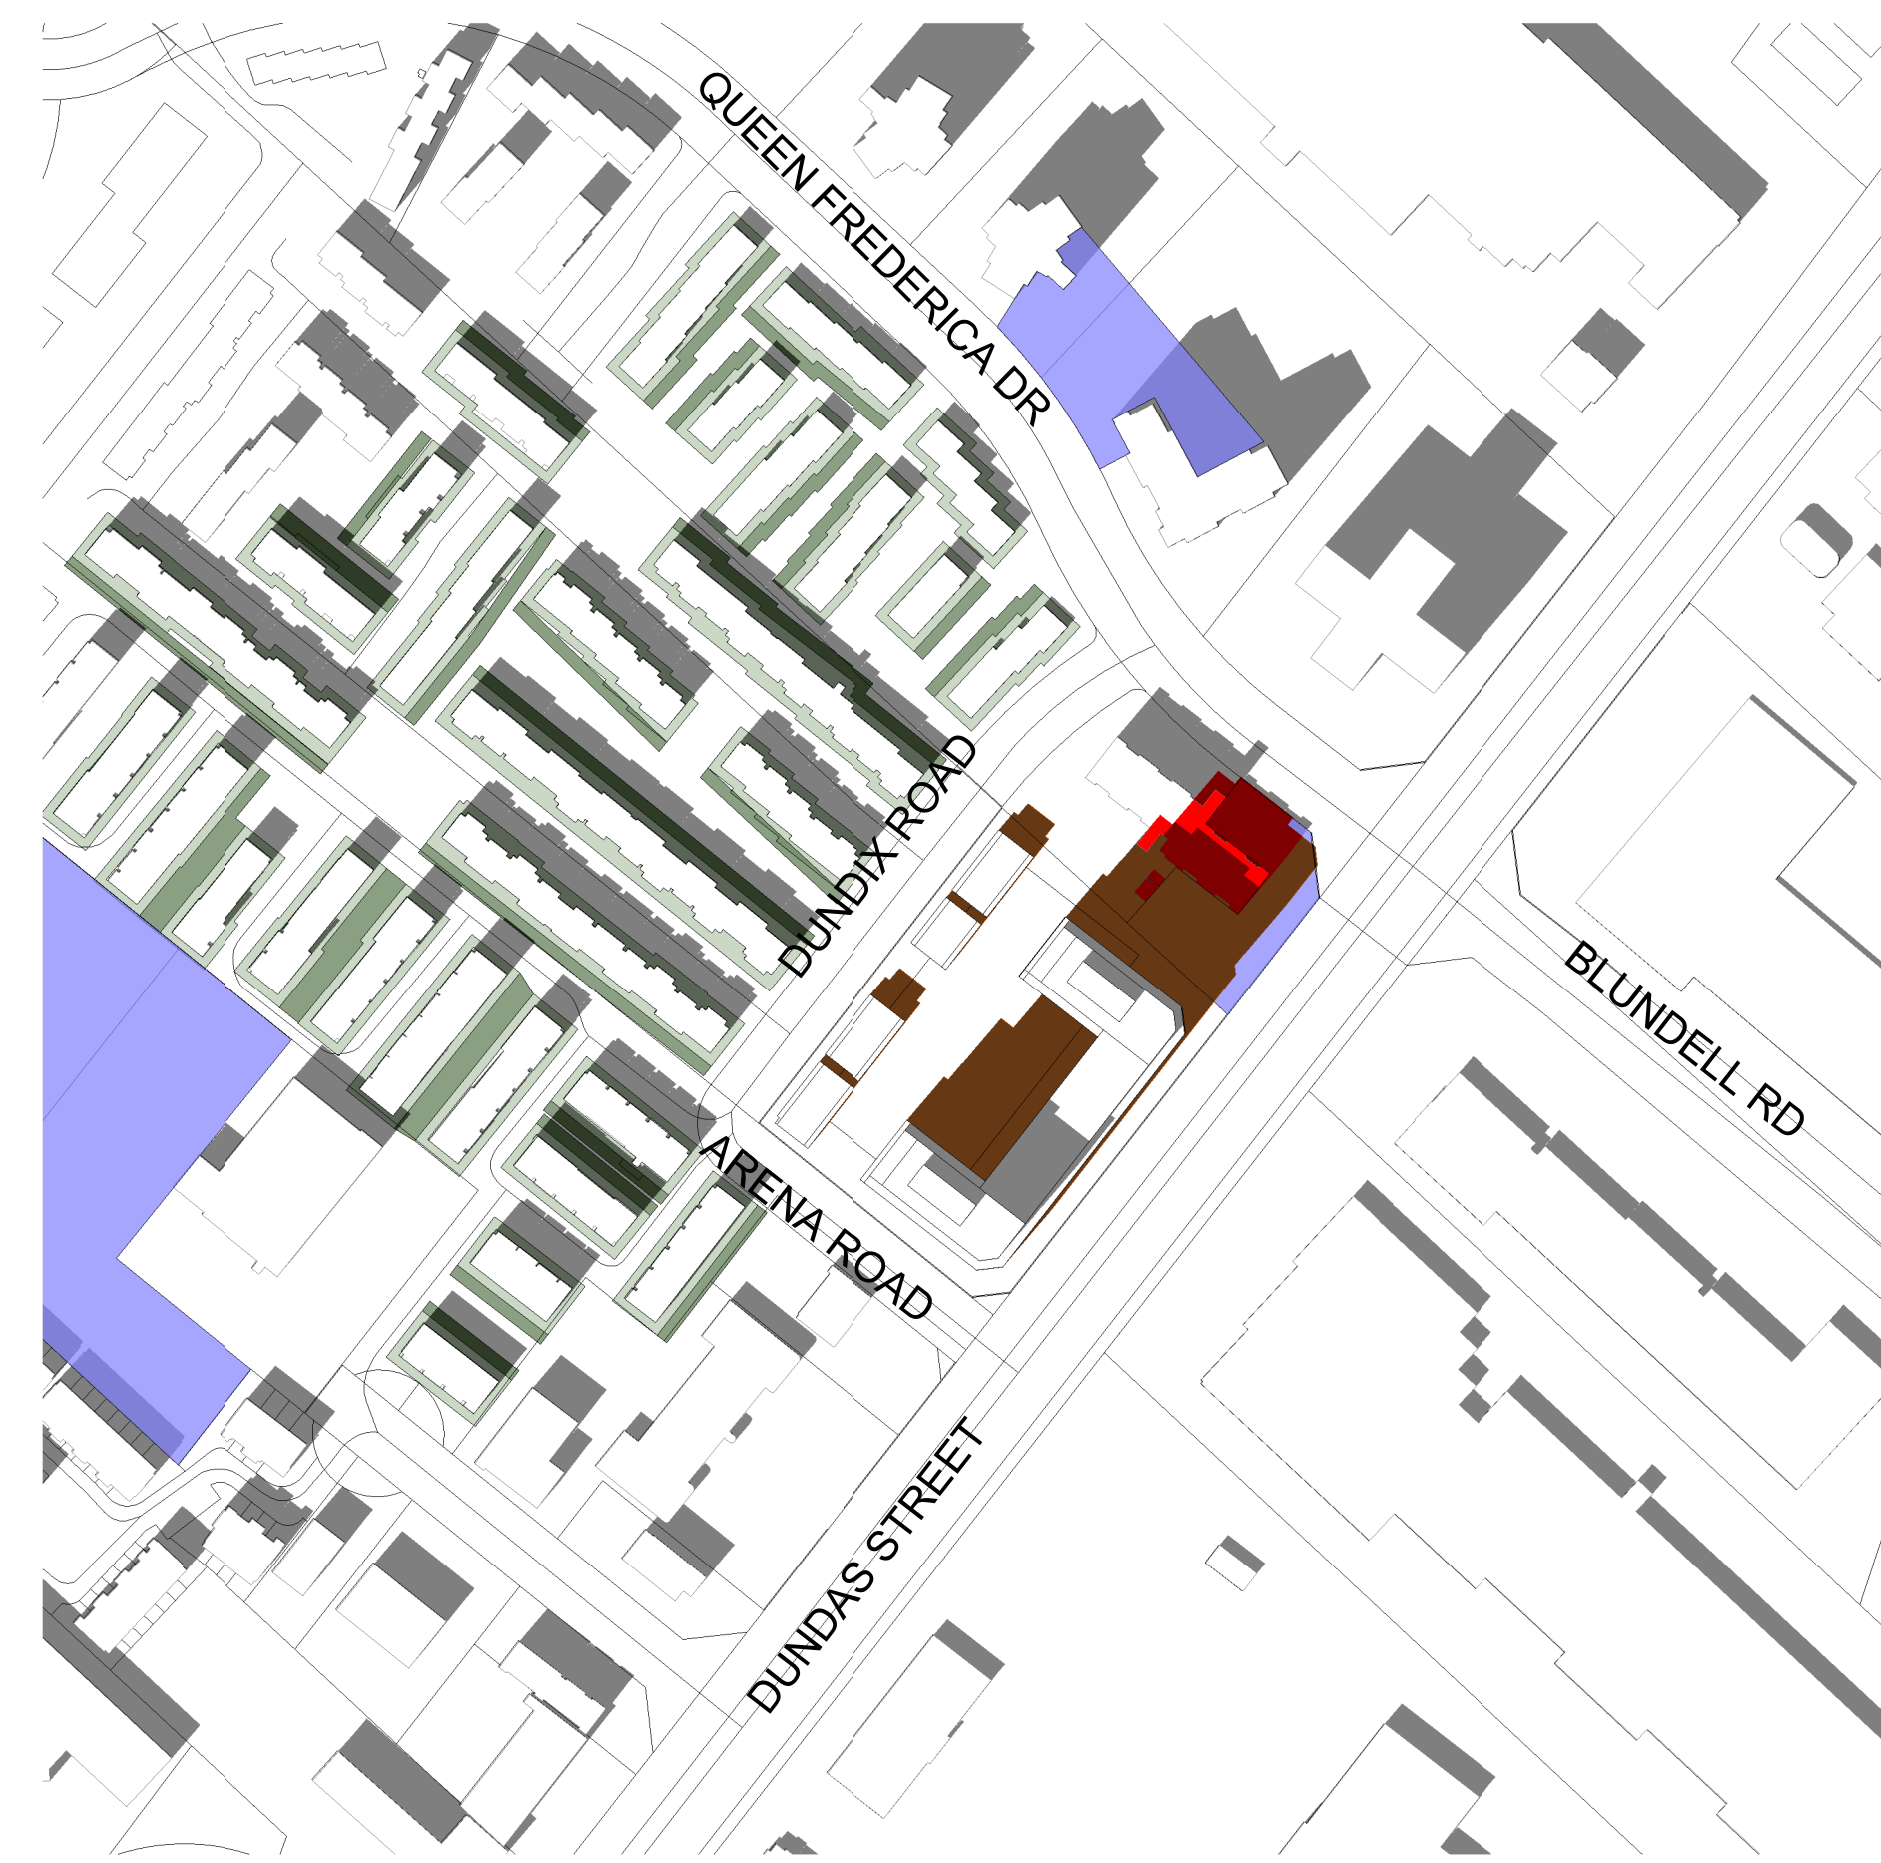 QUEEN FREDERICA DR
DUNDIX ROAD
BLUNDELL RD
ARENA ROAD
DUNDAS STREET